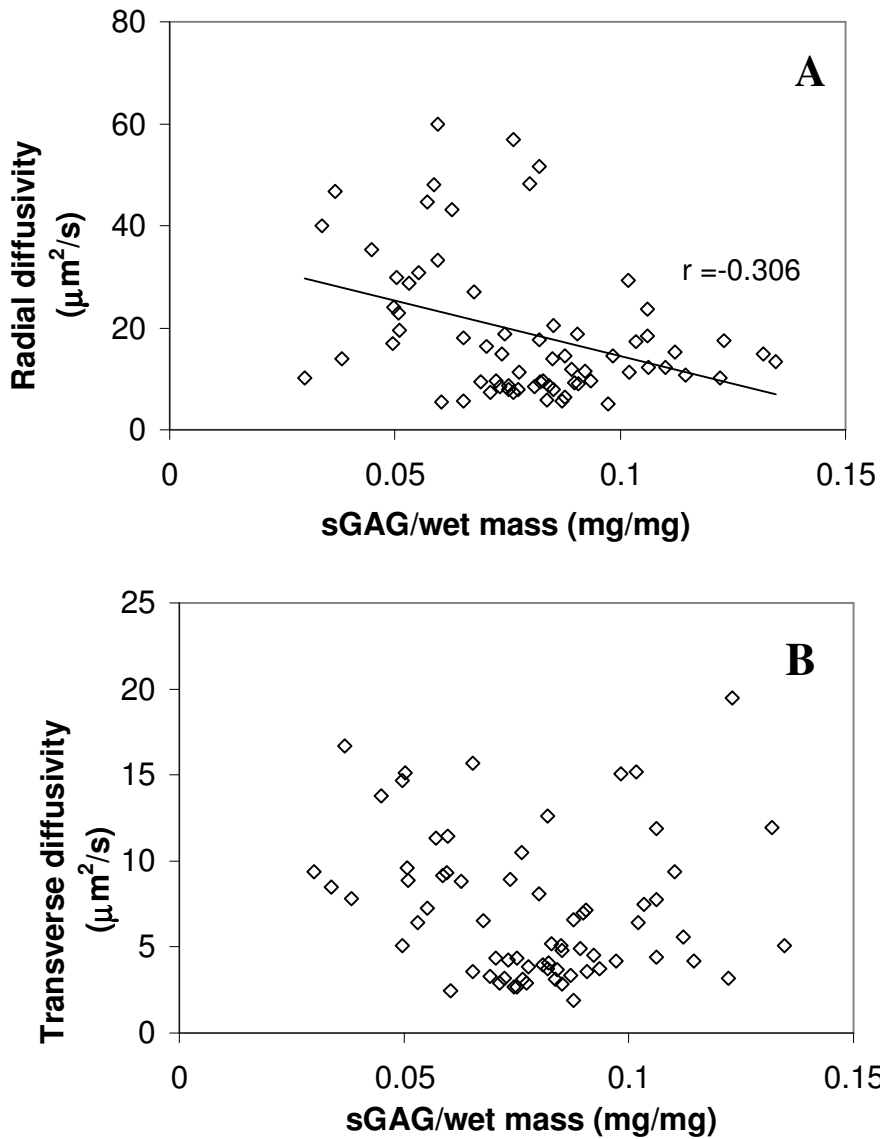 80
A
60
40
r =-0.306
20
0
0
0.05
0.1
0.15
Radial diffusivity
(μm²/s)
sGAG/wet mass (mg/mg)
25
B
20
15
10
5
0
0
0.05
0.1
0.15
Transverse diffusivity
(μm²/s)
sGAG/wet mass (mg/mg)